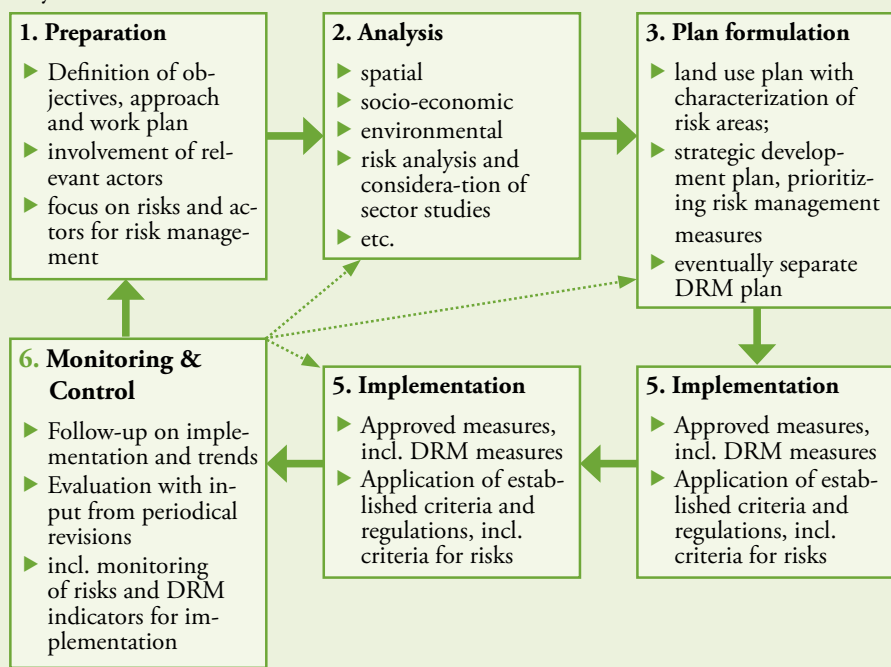 1. Preparation
▶ Definition of ob-
jectives, approach
and work plan
▶ involvement of rel-
evant actors
▶ focus on risks and ac-
tors for risk manage-
ment
2. Analysis
▶ spatial
▶ socio-economic
▶ environmental
▶ risk analysis and
considera-tion of
sector studies
▶ etc.
3. Plan formulation
▶ land use plan with
characterization of
risk areas;
▶ strategic develop-
ment plan, prioritiz-
ing risk management
measures
▶ eventually separate
DRM plan
5. Implementation
▶ Approved measures,
incl. DRM measures
▶ Application of estab-
lished criteria and
regulations, incl.
criteria for risks
5. Implementation
▶ Approved measures,
incl. DRM measures
▶ Application of estab-
lished criteria and
regulations, incl.
criteria for risks
6. Monitoring &
Control
▶ Follow-up on imple-
mentation and trends
▶ Evaluation with in-
put from periodical
revisions
▶ incl. monitoring
of risks and DRM
indicators for im-
plementation